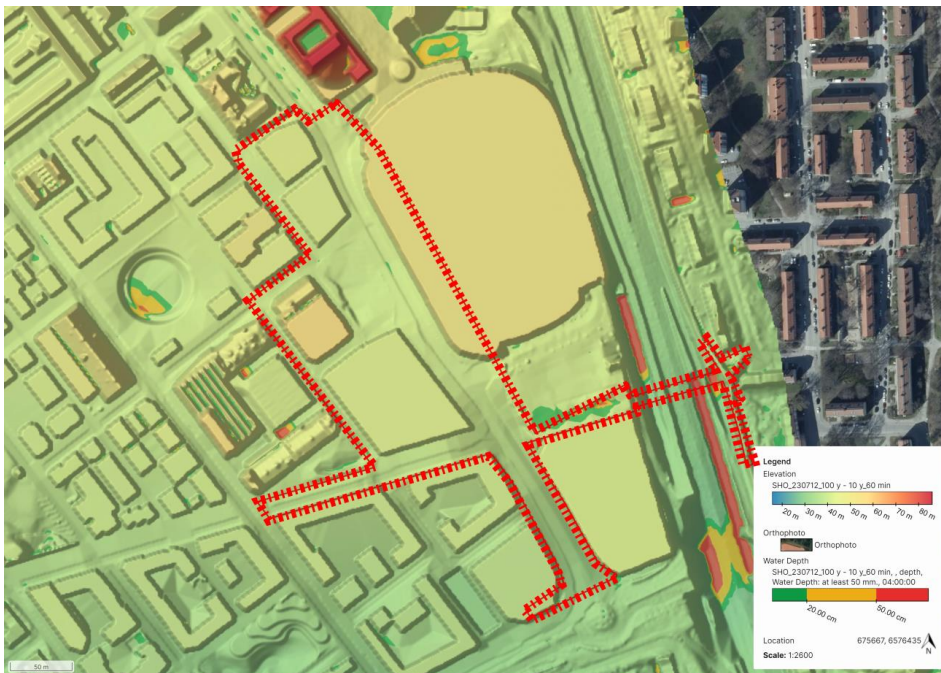 Legend
Elevation
SHO_230712_100 y - 10 y_60 min
20 m 30 m 40 m 50 m 60 m 70 m 80 m
Orthophoto
Orthophoto
Water Depth
SHO_230712_100 y - 10 y_60 min, , depth,
Water Depth: at least 50 mm., 04:00:00
20.00 cm 50.00 cm
Location 675667, 6576435
N
Scale: 1:2600
50 m